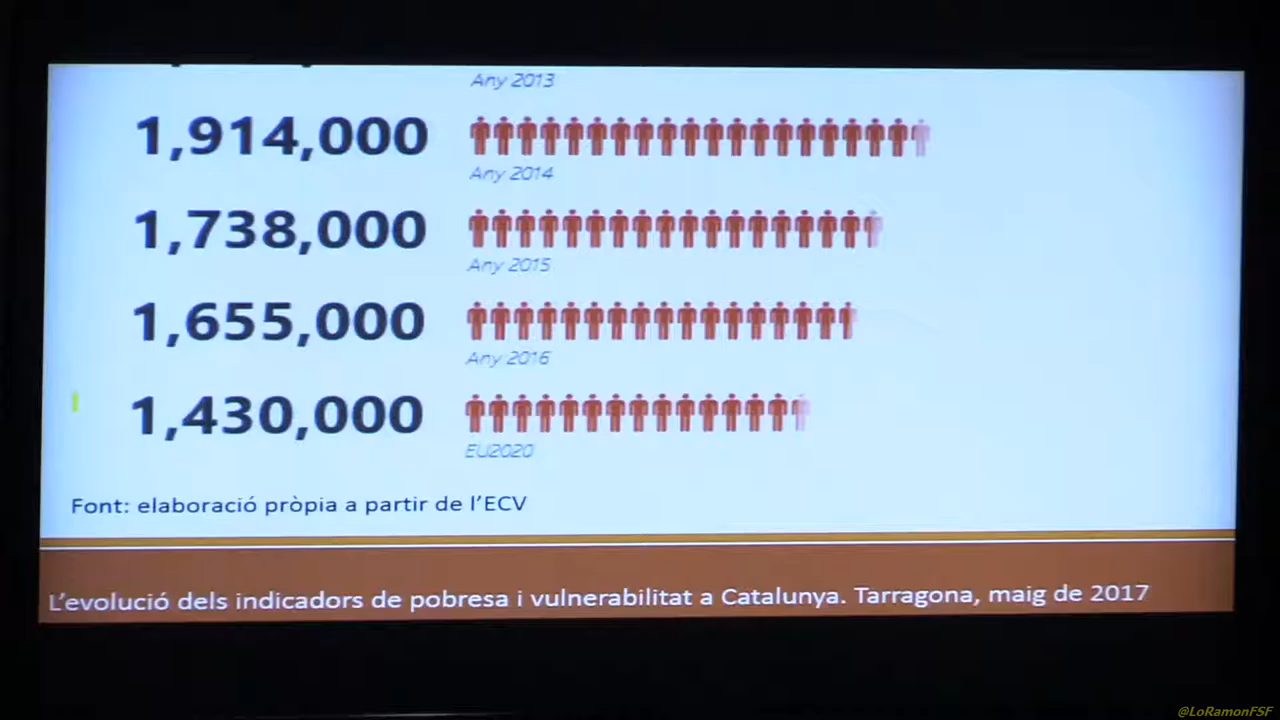 Any 2013
1,914,000
Any 2014
1,738,000
Any 2015
1,655,000
Any 2016
1,430,000
EU2020
Font: elaboració pròpia a partir de l'ECV
L'evolució dels indicadors de pobresa i vulnerabilitat a Catalunya. Tarragona, maig de 2017
@LoRamonFSF